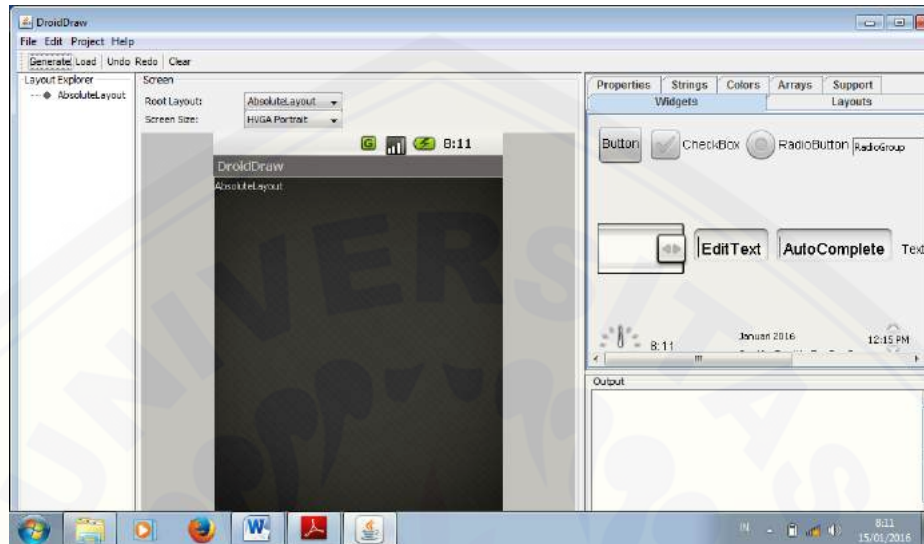 DroidDraw
File Edit Project Help
Generate Load Undo Redo Clear
Layout Explorer
AbsoluteLayout
Screen
Root Layout: AbsoluteLayout
Screen Size: HVGA Portrait
8:11
DroidDraw
AbsoluteLayout
Properties Strings Colors Arrays Support
Widgets Layouts
Button CheckBox RadioButton RadioGroup
EditText AutoComplete Text
8:11 Januari 2016 12:15 PM
Output
UNIVERSITAS
IN 8:11
15/01/2016